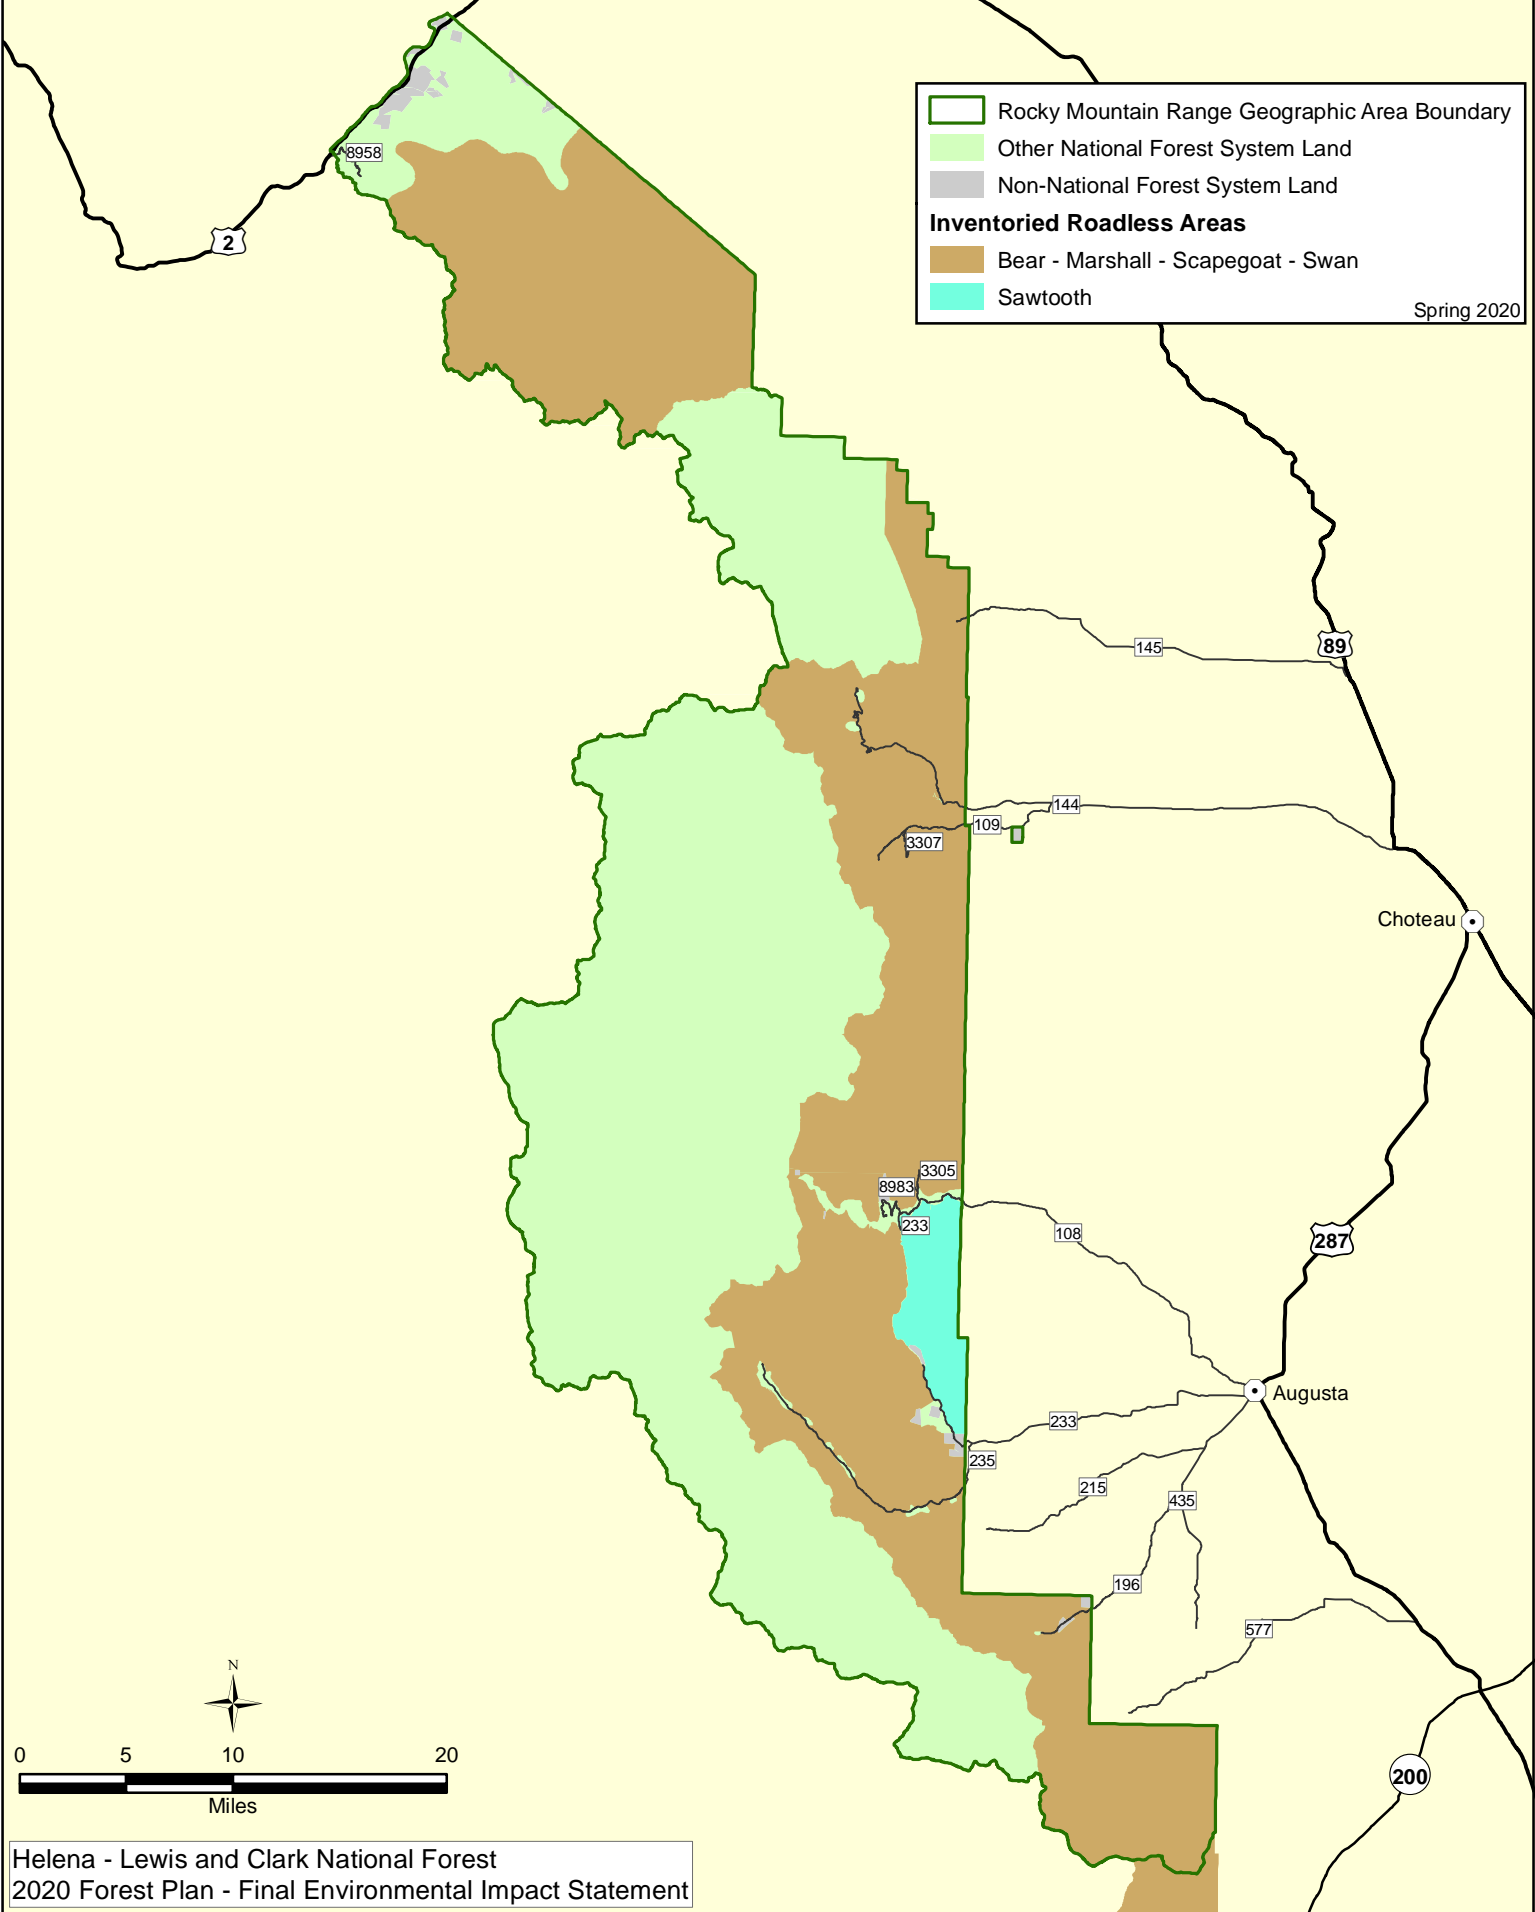 Rocky Mountain Range Geographic Area Boundary
Other National Forest System Land
Non-National Forest System Land
Inventoried Roadless Areas
Bear - Marshall - Scapegoat - Swan
Sawtooth
Spring 2020
8958
2
89
145
144
109
3307
Choteau
3305
8983
233
108
287
Augusta
233
235
215
435
196
577
200
N
0 5 10 20
Miles
Helena - Lewis and Clark National Forest
2020 Forest Plan - Final Environmental Impact Statement